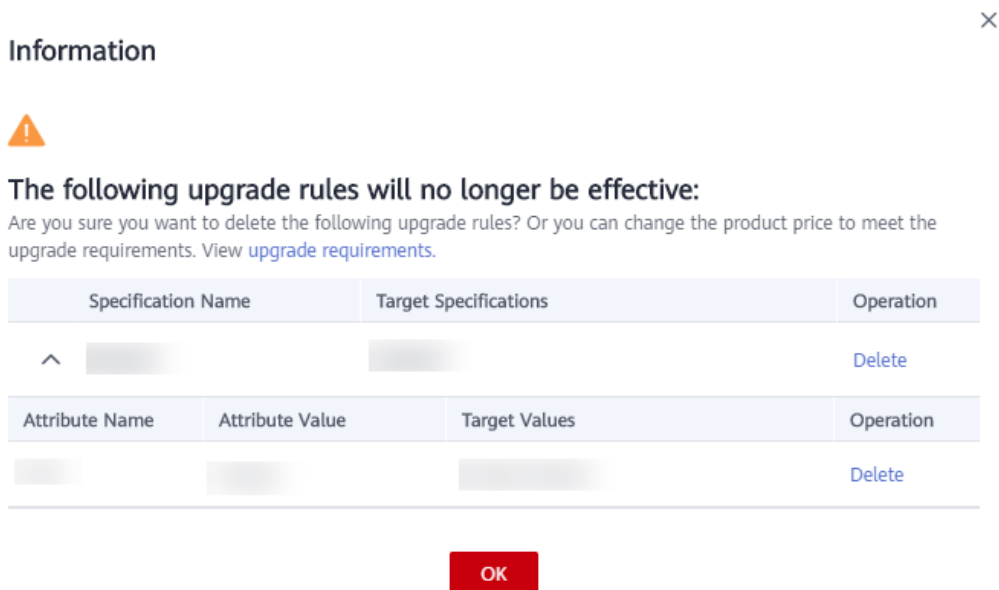 Information
The following upgrade rules will no longer be effective:
Are you sure you want to delete the following upgrade rules? Or you can change the product price to meet the
upgrade requirements. View upgrade requirements.
Specification Name Target Specifications Operation
Delete
Attribute Name Attribute Value Target Values Operation
Delete
OK